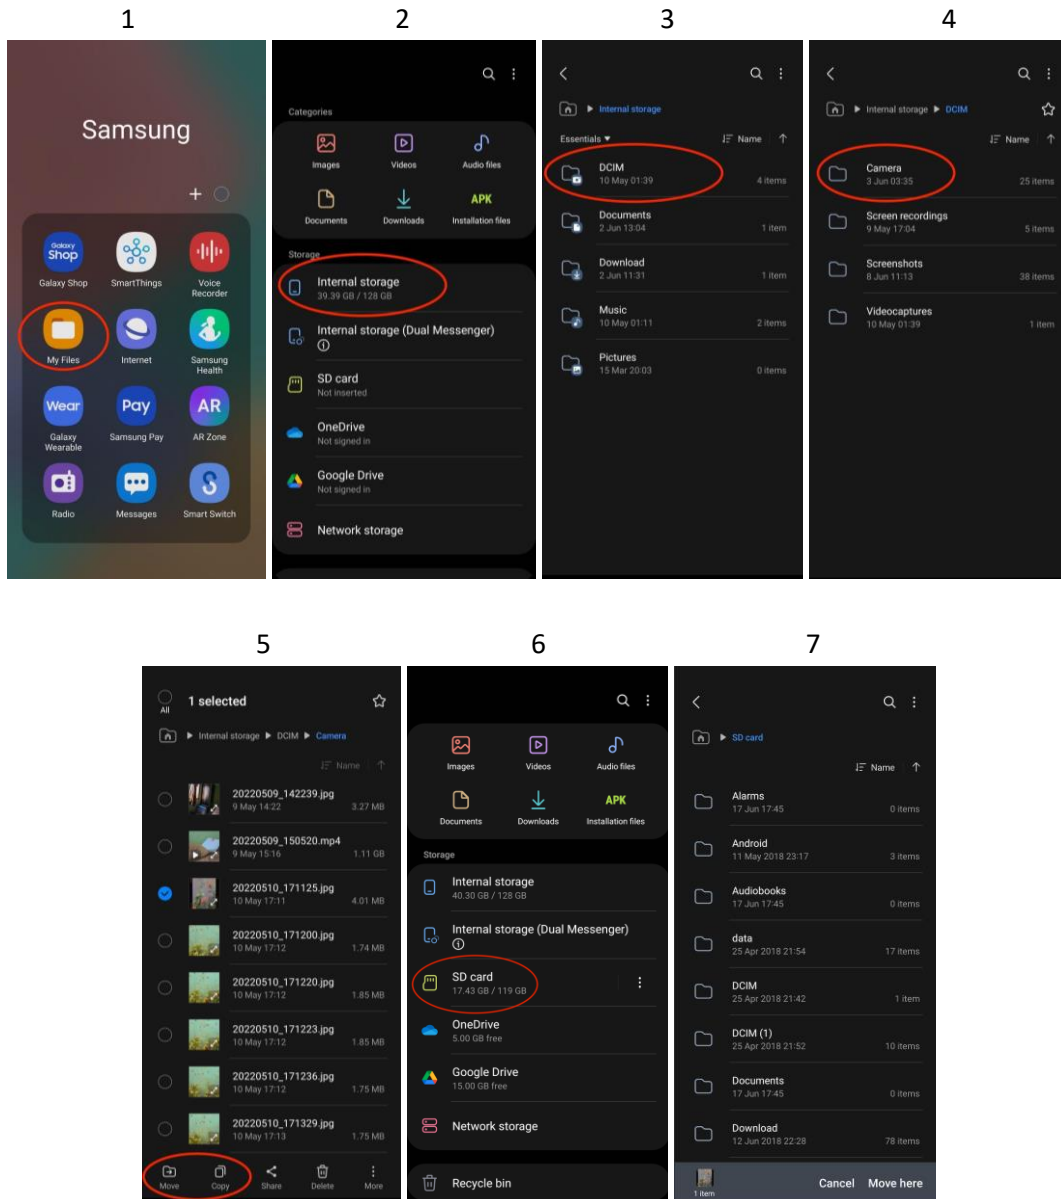 1
2
3
4
Samsung
Galaxy
Shop
Galaxy Shop
SmartThings
Voice
Recorder
My Files
Internet
Samsung
Health
Wear
Pay
AR
Galaxy
Wearable
Samsung Pay
AR Zone
Radio
Messages
Smart Switch
Categories
Images
Videos
Audio files
APK
Documents
Downloads
Installation files
Storage
Internal storage
39.39 GB / 128 GB
Internal storage (Dual Messenger)
SD card
Not inserted
OneDrive
Not signed in
Google Drive
Not signed in
Network storage
Internal storage
Essentials
Name
DCIM
10 May 01:39
4 items
Documents
2 Jun 13:04
1 item
Download
2 Jun 11:31
1 item
Music
10 May 01:11
2 items
Pictures
15 Mar 20:03
0 items
Internal storage DCIM
Name
Camera
3 Jun 03:35
25 items
Screen recordings
9 May 17:04
5 items
Screenshots
8 Jun 11:13
38 items
Videocaptures
10 May 01:39
1 item
5
6
7
All
1 selected
Internal storage DCIM Camera
Name
20220509_142239.jpg
9 May 14:22
3.27 MB
20220509_150520.mp4
9 May 15:16
1.11 GB
20220510_171125.jpg
10 May 17:11
4.01 MB
20220510_171200.jpg
10 May 17:12
1.74 MB
20220510_171220.jpg
10 May 17:12
1.85 MB
20220510_171223.jpg
10 May 17:12
1.85 MB
20220510_171236.jpg
10 May 17:12
1.75 MB
20220510_171329.jpg
10 May 17:13
1.75 MB
Move
Copy
Share
Delete
More
Images
Videos
Audio files
APK
Documents
Downloads
Installation files
Storage
Internal storage
40.30 GB / 128 GB
Internal storage (Dual Messenger)
SD card
17.43 GB / 119 GB
OneDrive
5.00 GB free
Google Drive
15.00 GB free
Network storage
Recycle bin
SD card
Name
Alarms
17 Jun 17:45
0 items
Android
11 May 2018 23:17
3 items
Audiobooks
17 Jun 17:45
0 items
data
25 Apr 2018 21:54
17 items
DCIM
25 Apr 2018 21:42
1 item
DCIM (1)
25 Apr 2018 21:52
10 items
Documents
17 Jun 17:45
0 items
Download
12 Jun 2018 22:28
78 items
1 item
Cancel
Move here